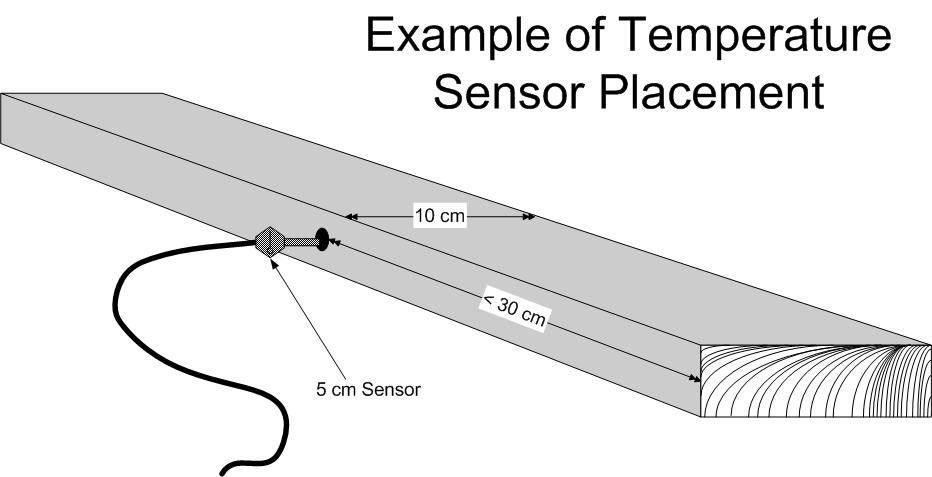 Example of Temperature
Sensor Placement
10 cm
< 30 cm
5 cm Sensor